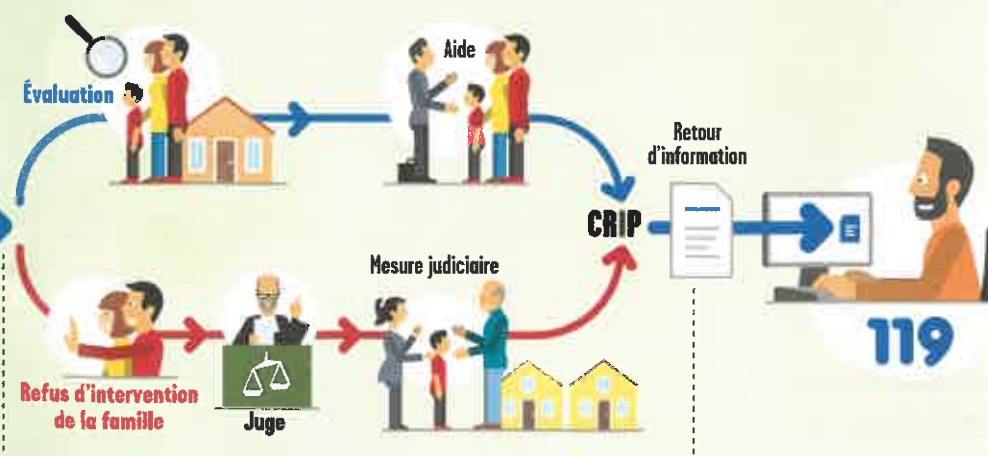 Évaluation
Aide
Retour
d'information
CRIP
Mesure judiciaire
119
Refus d'intervention
de la famille
Juge